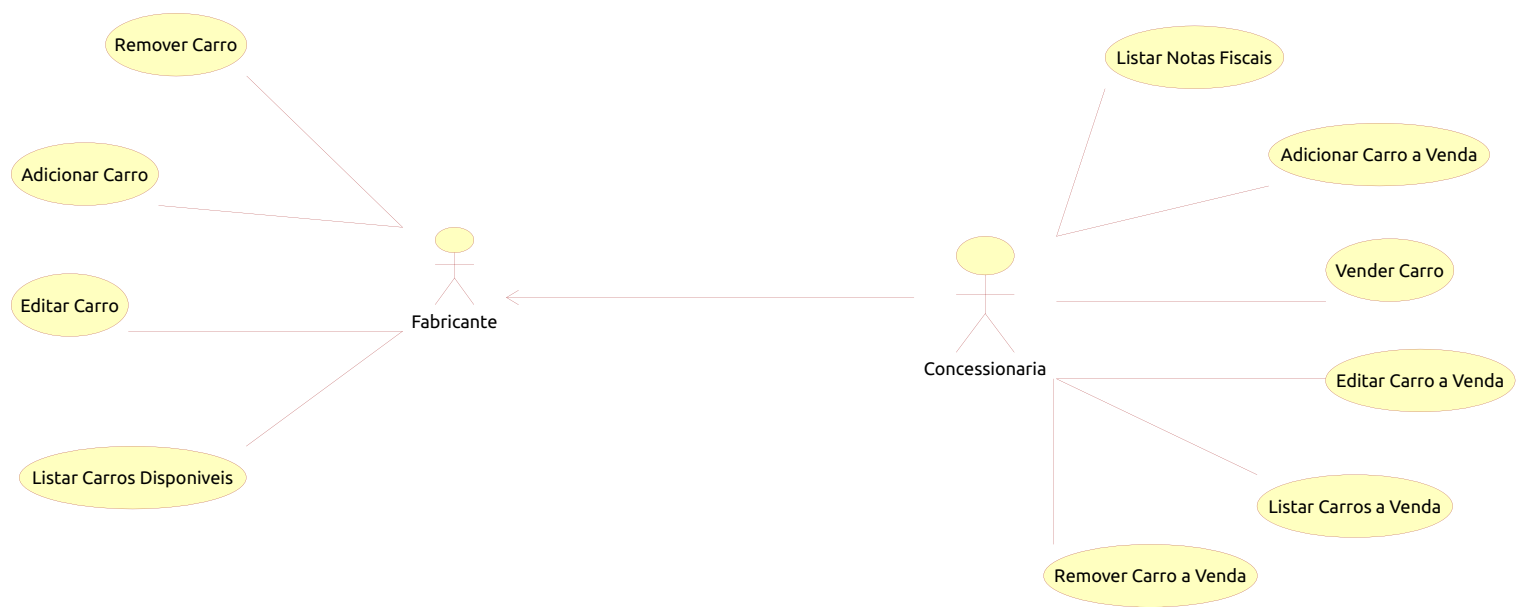 Remover Carro
Listar Notas Fiscais
Adicionar Carro a Venda
Adicionar Carro
Vender Carro
Editar Carro
Fabricante
Concessionaria
Editar Carro a Venda
Listar Carros Disponiveis
Listar Carros a Venda
Remover Carro a Venda